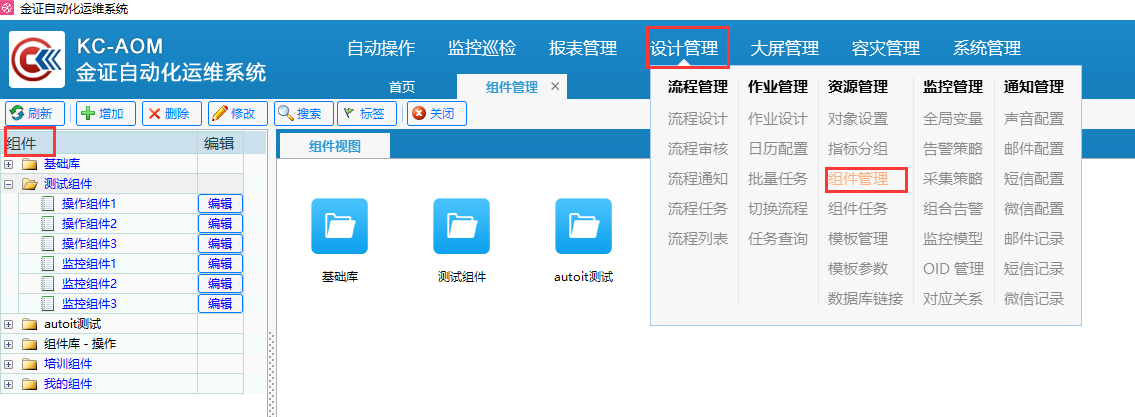 金证自动化运维系统
KC-AOM
金证自动化运维系统
自动操作 监控巡检 报表管理 设计管理 大屏管理 容灾管理 系统管理
首页 组件管理 ×
流程管理 作业管理 资源管理 监控管理 通知管理
流程设计 作业设计 对象设置 全局变量 声音配置
流程审核 日历配置 指标分组 告警策略 邮件配置
流程通知 批量任务 组件管理 采集策略 短信配置
流程任务 切换流程 组件任务 组合告警 微信配置
流程列表 任务查询 模板管理 监控模型 邮件记录
模板参数 OID 管理 短信记录
数据库链接 对应关系 微信记录
刷新 增加 删除 修改 搜索 标签 关闭
组件 编辑
基础库
测试组件
操作组件1 编辑
操作组件2 编辑
操作组件3 编辑
监控组件1 编辑
监控组件2 编辑
监控组件3 编辑
autoit测试
组件库 - 操作
培训组件
我的组件
组件视图
基础库 测试组件 autoit测试